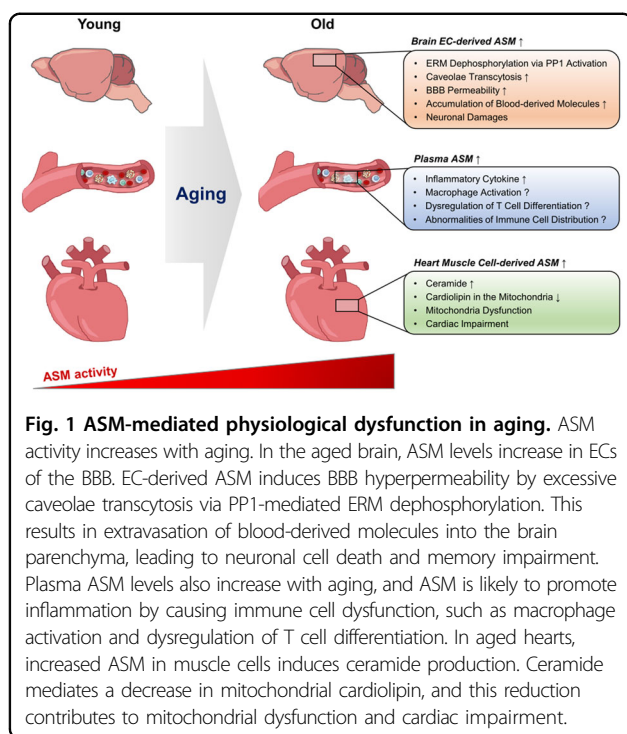 Young
Old
Brain EC-derived ASM ↑
• ERM Dephosphorylation via PP1 Activation
• Caveolae Transcytosis ↑
• BBB Permeability ↑
• Accumulation of Blood-derived Molecules ↑
• Neuronal Damages
Aging
Plasma ASM ↑
• Inflammatory Cytokine ↑
• Macrophage Activation ?
• Dysregulation of T Cell Differentiation ?
• Abnormalities of Immune Cell Distribution ?
Heart Muscle Cell-derived ASM ↑
• Ceramide ↑
• Cardiolipin in the Mitochondria ↓
• Mitochondria Dysfunction
• Cardiac Impairment
ASM activity
Fig. 1 ASM-mediated physiological dysfunction in aging. ASM
activity increases with aging. In the aged brain, ASM levels increase in ECs
of the BBB. EC-derived ASM induces BBB hyperpermeability by excessive
caveolae transcytosis via PP1-mediated ERM dephosphorylation. This
results in extravasation of blood-derived molecules into the brain
parenchyma, leading to neuronal cell death and memory impairment.
Plasma ASM levels also increase with aging, and ASM is likely to promote
inflammation by causing immune cell dysfunction, such as macrophage
activation and dysregulation of T cell differentiation. In aged hearts,
increased ASM in muscle cells induces ceramide production. Ceramide
mediates a decrease in mitochondrial cardiolipin, and this reduction
contributes to mitochondrial dysfunction and cardiac impairment.